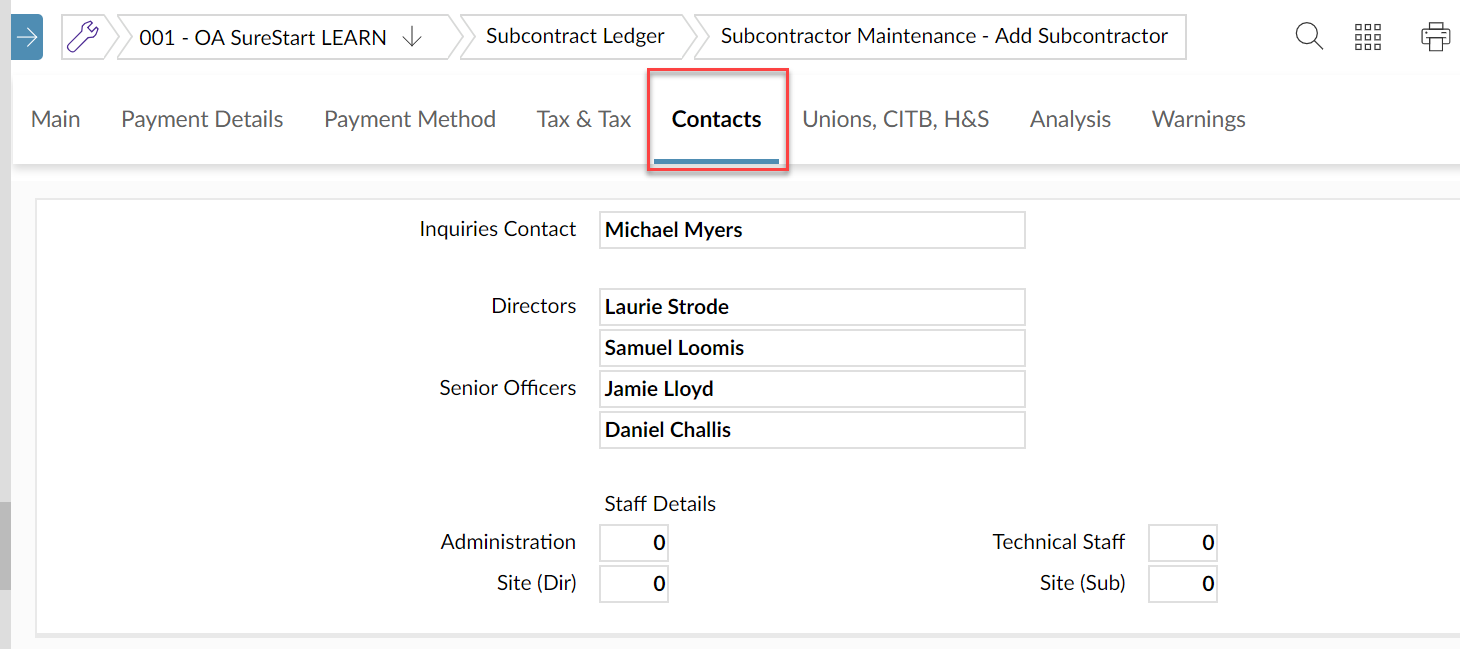 001 - OA SureStart LEARN
Subcontract Ledger
Subcontractor Maintenance - Add Subcontractor
Main
Payment Details
Payment Method
Tax & Tax
Contacts
Unions, CITB, H&S
Analysis
Warnings
Inquiries Contact Michael Myers
Directors Laurie Strode
Samuel Loomis
Senior Officers Jamie Lloyd
Daniel Challis
Staff Details
Administration 0 Technical Staff 0
Site (Dir) 0 Site (Sub) 0